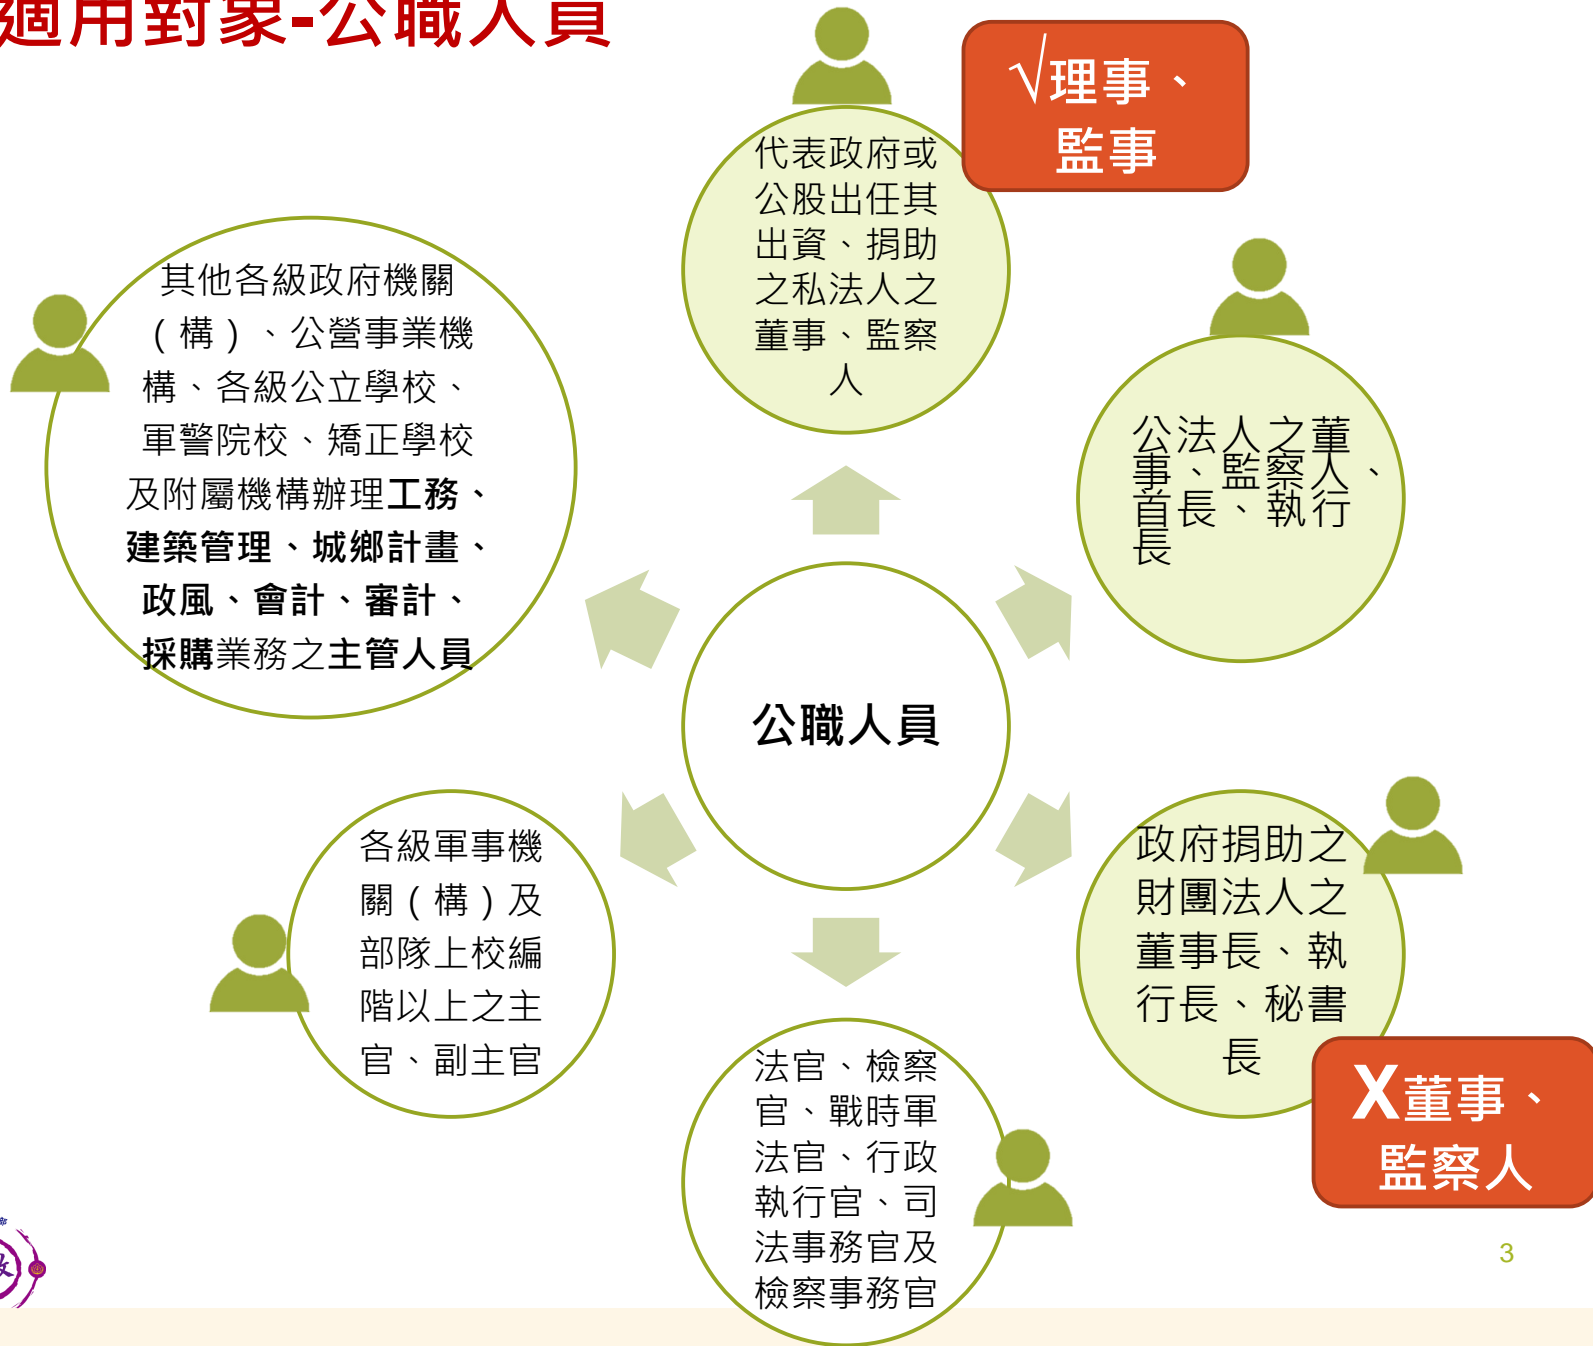 適用對象-公職人員
√理事、
監事
代表政府或
公股出任其
出資、捐助
之私法人之
董事、監察
人
其他各級政府機關
（構）、公營事業機
構、各級公立學校、
軍警院校、矯正學校
及附屬機構辦理工務、
建築管理、城鄉計畫、
政風、會計、審計、
採購業務之主管人員
公法人之董
事、監察人、
首長、執行
長
公職人員
各級軍事機
關（構）及
部隊上校編
階以上之主
官、副主官
政府捐助之
財團法人之
董事長、執
行長、秘書
長
X董事、
監察人
法官、檢察
官、戰時軍
法官、行政
執行官、司
法事務官及
檢察事務官
3